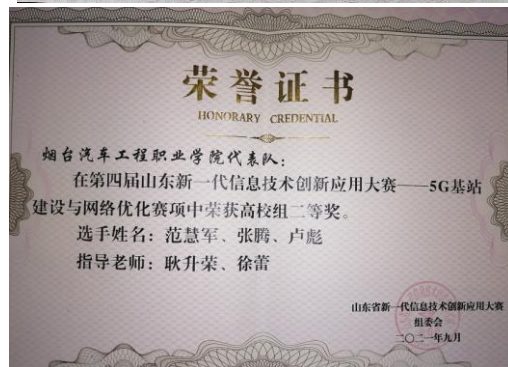 荣誉证书
HONORARY CREDENTIAL
烟台汽车工程职业学院代表队：
在第四届山东新一代信息技术创新应用大赛——5G基站
建设与网络优化赛项中荣获高校组二等奖。
选手姓名：范慧军、张腾、卢彪
指导老师：耿升荣、徐蕾
山东省新一代信息技术创新应用大赛
组委会
二〇二一年九月